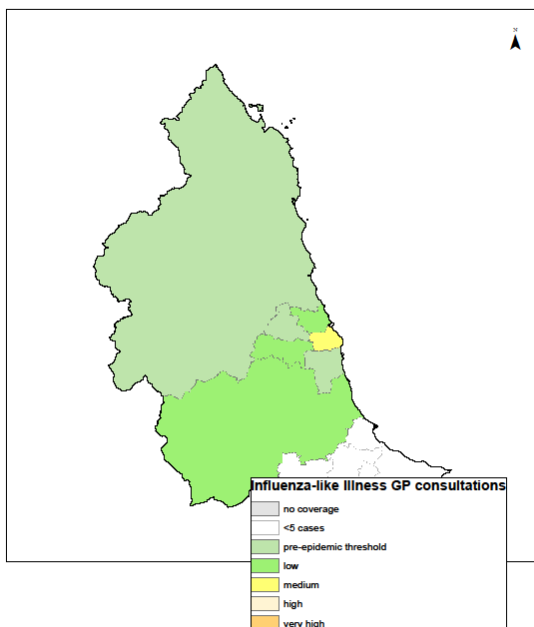 N
Influenza-like Illness GP consultations
no coverage
<5 cases
pre-epidemic threshold
low
medium
high
very high